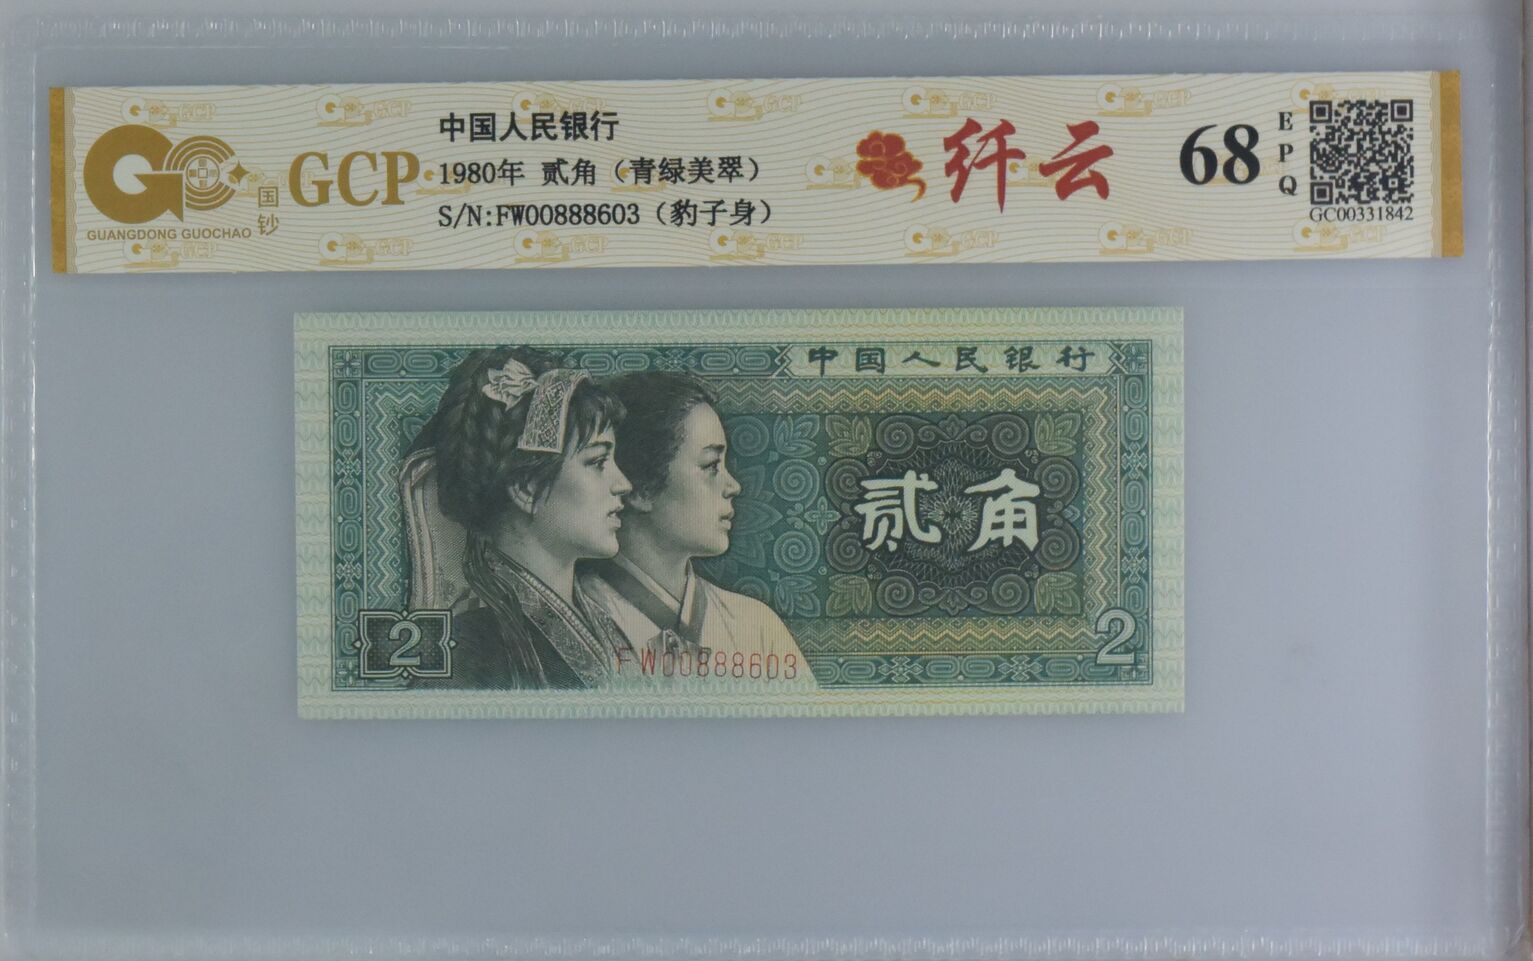 中国人民银行
1980年 贰角（青绿美翠）
S/N:FW00888603（豹子身）
GCP
国钞
GUANGDONG GUOCHAO
纤云
68
EPQ
GC00331842
中国人民银行
贰角
2
2
FW00888603